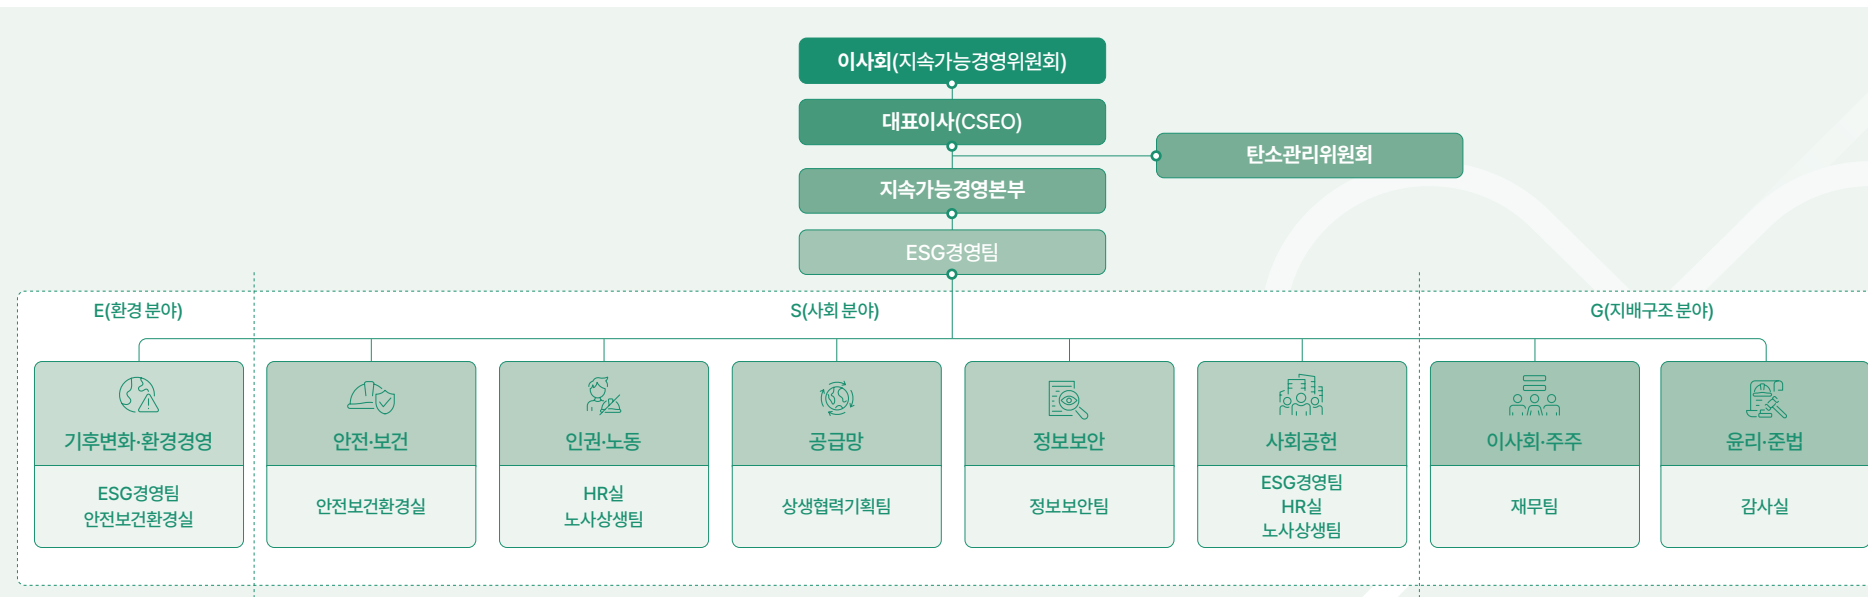 이사회(지속가능경영위원회)
대표이사(CSEO)
탄소관리위원회
지속가능경영본부
ESG경영팀
E(환경 분야)
S(사회 분야)
G(지배구조 분야)
기후변화·환경경영
ESG경영팀
안전보건환경실
안전·보건
안전보건환경실
인권·노동
HR실
노사상생팀
공급망
상생협력기획팀
정보보안
정보보안팀
사회공헌
ESG경영팀
HR실
노사상생팀
이사회·주주
재무팀
윤리·준법
감사실